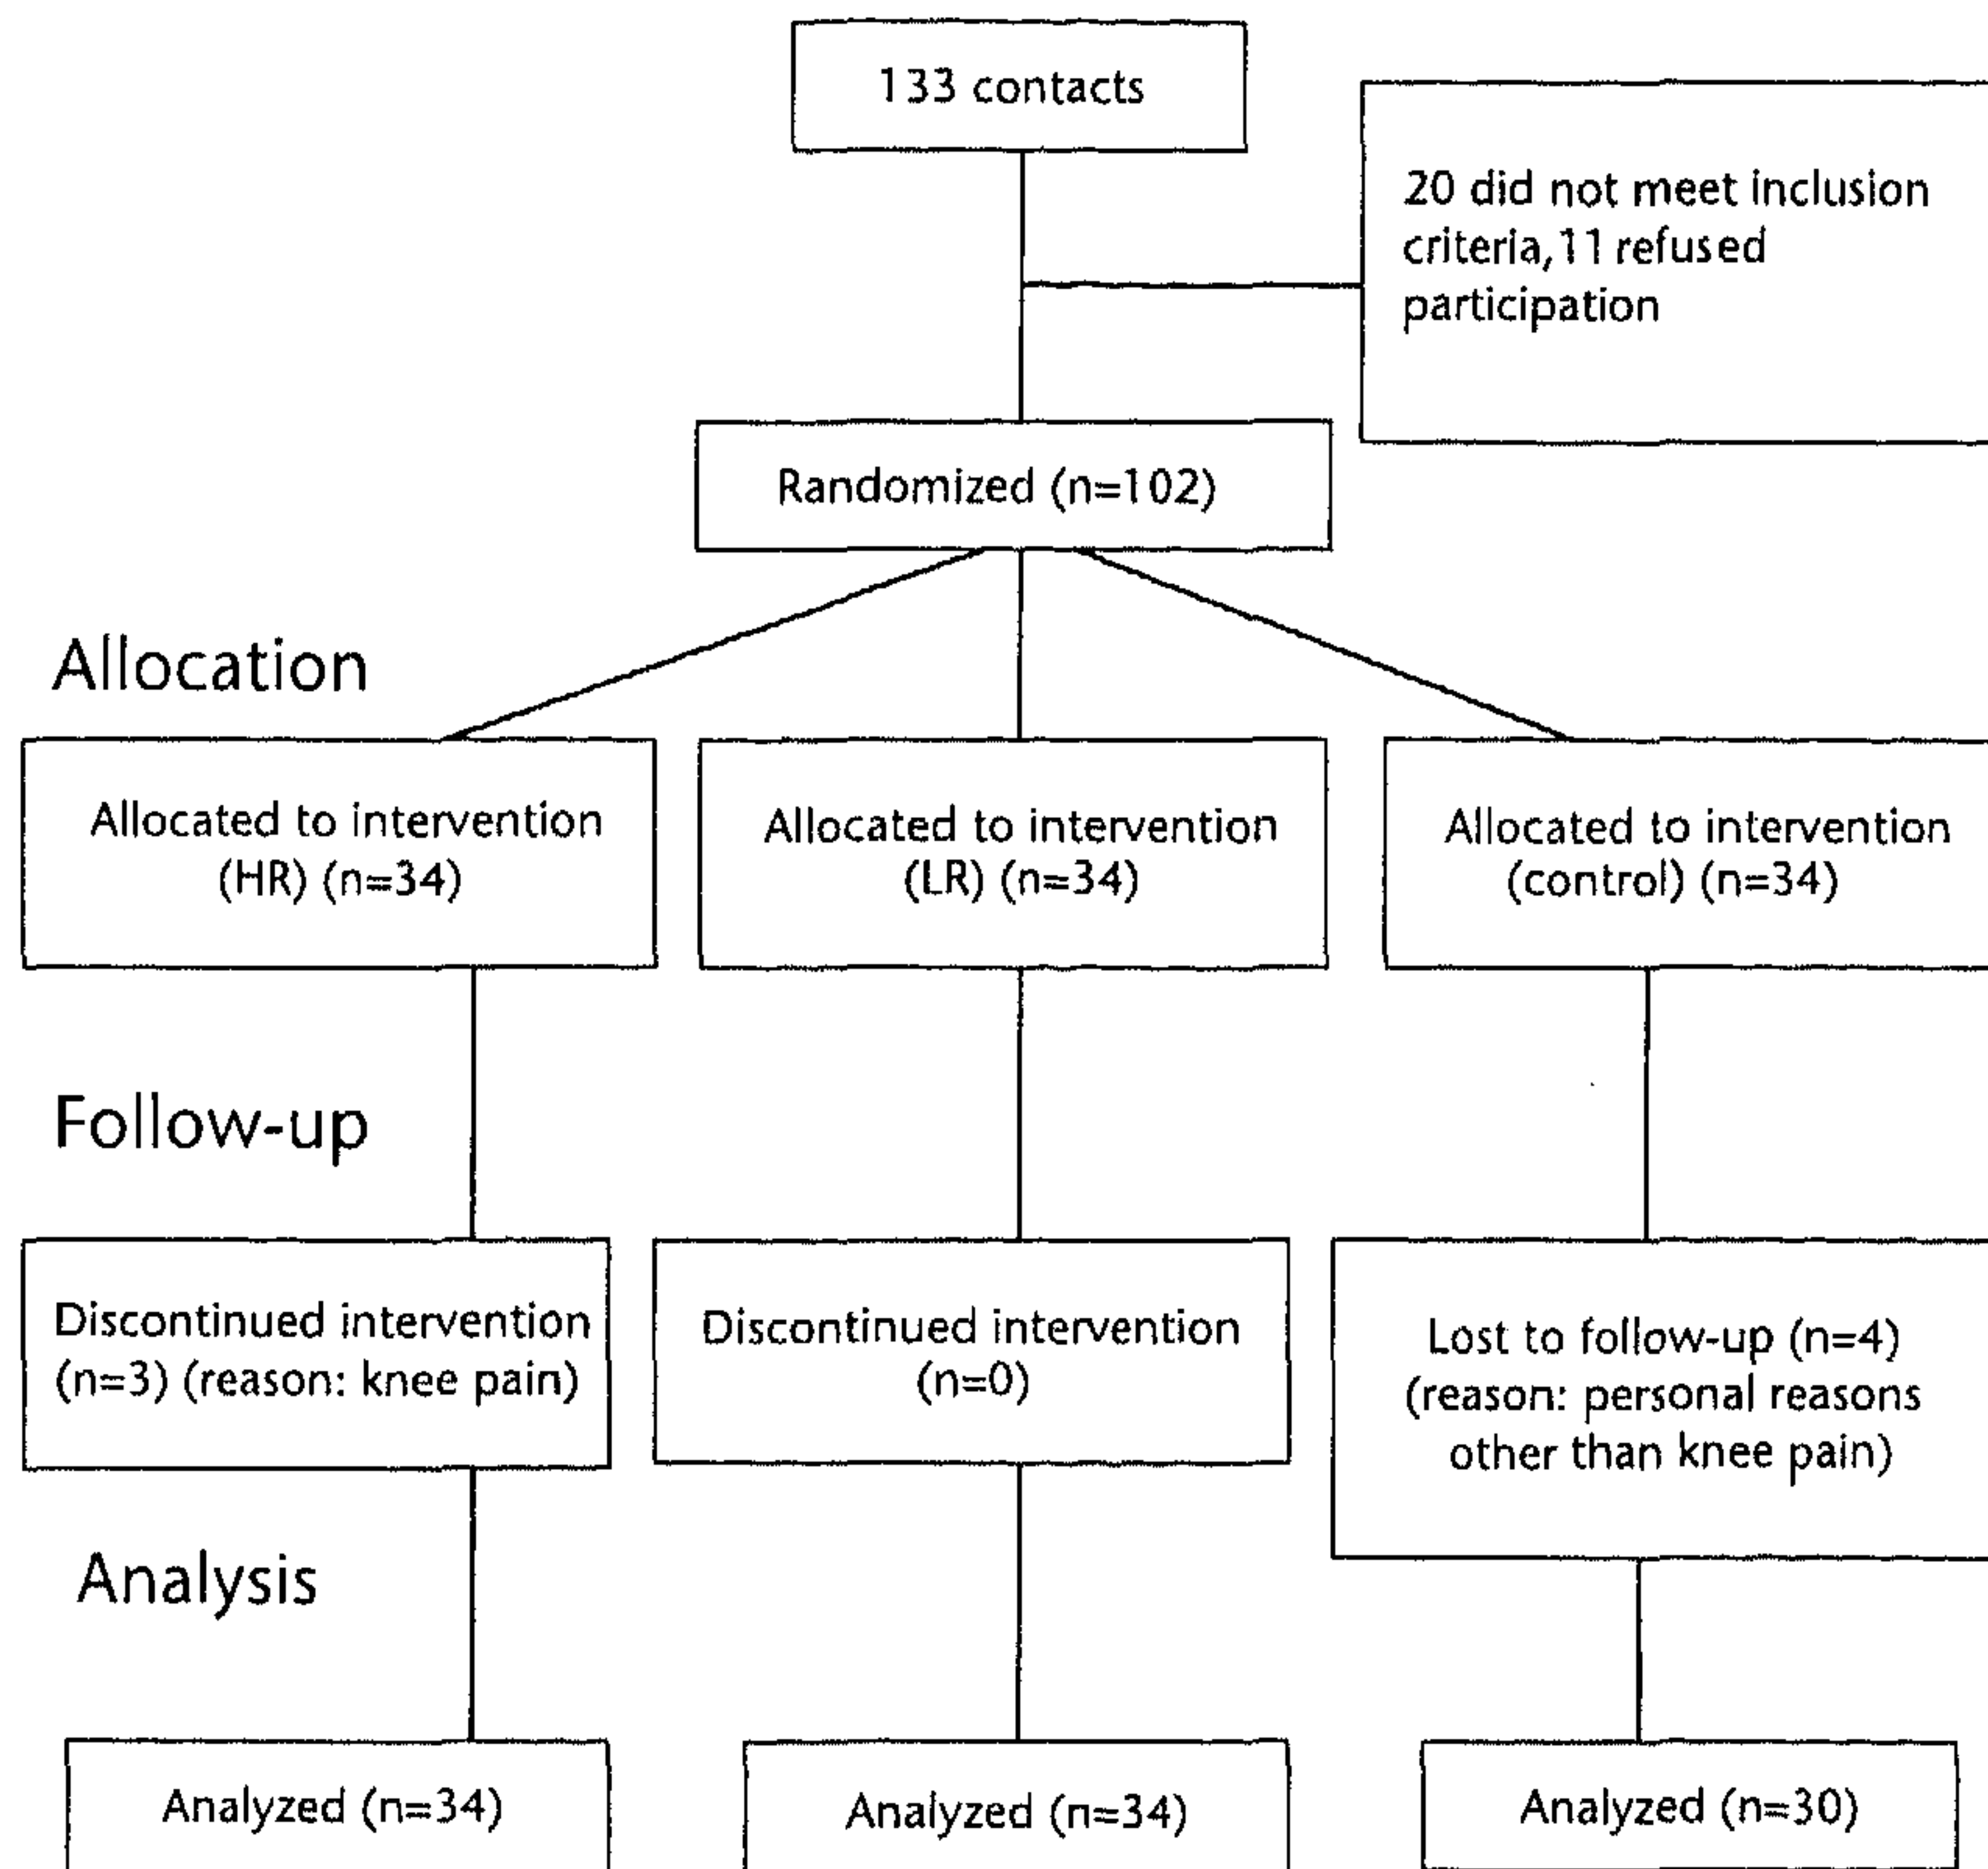 133 contacts
20 did not meet inclusion
criteria, 11 refused
participation
Randomized (n=102)
Allocation
Allocated to intervention
(HR) (n=34)
Allocated to intervention
(LR) (n=34)
Allocated to intervention
(control) (n=34)
Follow-up
Discontinued intervention
(n=3) (reason: knee pain)
Discontinued intervention
(n=0)
Lost to follow-up (n=4)
(reason: personal reasons
other than knee pain)
Analysis
Analyzed (n=34)
Analyzed (n=34)
Analyzed (n=30)